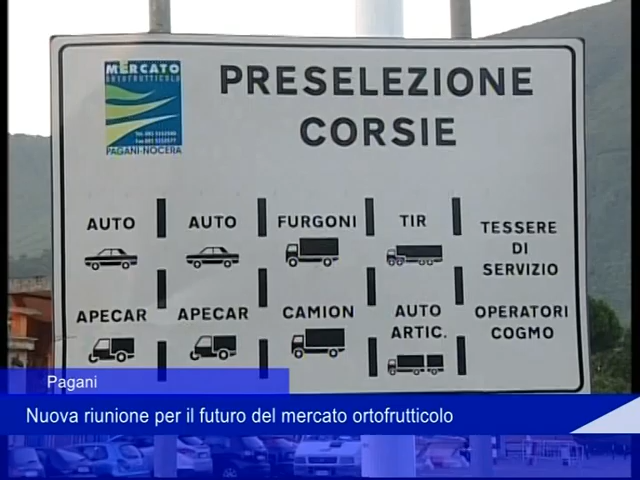 MERCATO
ORTOFRUTTICOLO
PAGANI-NOCERA
PRESELEZIONE
CORSIE
AUTO AUTO FURGONI TIR TESSERE DI SERVIZIO
APECAR APECAR CAMION AUTO ARTIC. OPERATORI COGMO
Pagani
Nuova riunione per il futuro del mercato ortofrutticolo